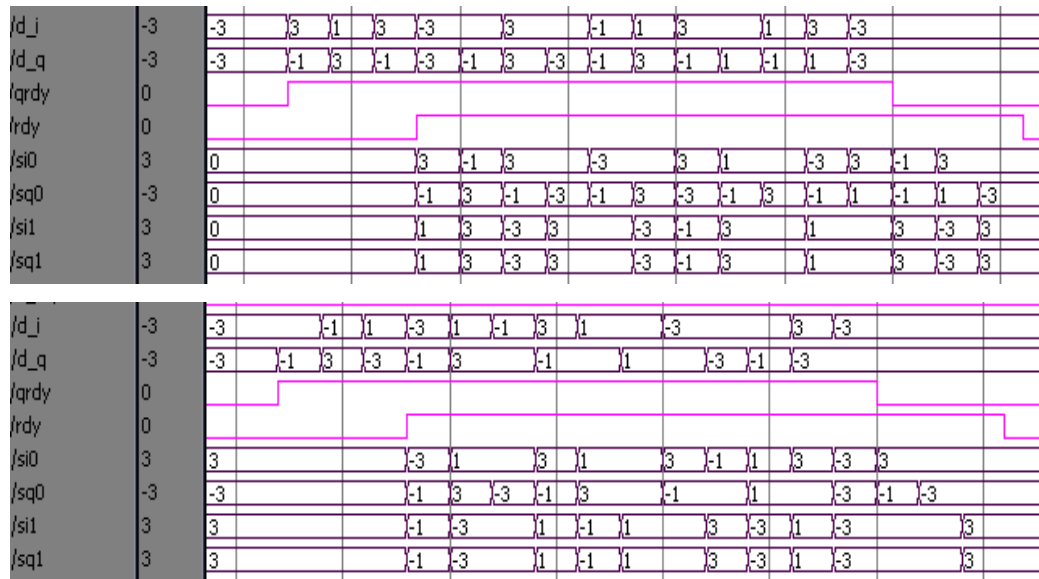 /d_i -3 -3 3 1 3 -3 3 -1 1 3 1 3 -3
/d_q -3 -3 -1 3 -1 -3 -1 3 -3 -1 3 -1 1 -1 1 -3
/qrdy 0
/rdy 0
/si0 3 0 3 -1 3 -3 3 1 -3 3 -1 3
/sq0 -3 0 -1 3 -1 -3 -1 3 -3 -1 3 -1 1 -1 1 -3
/si1 3 0 1 3 -3 3 -3 -1 3 1 3 -3 3
/sq1 3 0 1 3 -3 3 -3 -1 3 1 3 -3 3
/d_i -3 -3 -1 1 -3 1 -1 3 1 -3 3 -3
/d_q -3 -3 -1 3 -3 -1 3 -1 1 -3 -1 -3
/qrdy 0
/rdy 0
/si0 3 3 -3 1 3 1 3 -1 1 3 -3 3
/sq0 -3 -3 -1 3 -3 -1 3 -1 1 -3 -1 -3
/si1 3 3 -1 -3 1 -1 1 3 -3 1 -3 3
/sq1 3 3 -1 -3 1 -1 1 3 -3 1 -3 3